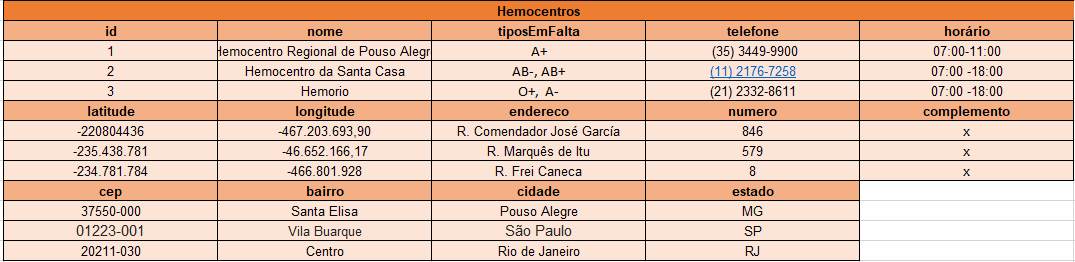 Hemocentros
id nome tiposEmFalta telefone horário
1 Hemocentro Regional de Pouso Alegr A+ (35) 3449-9900 07:00-11:00
2 Hemocentro da Santa Casa AB-, AB+ (11) 2176-7258 07:00 -18:00
3 Hemorio O+, A- (21) 2332-8611 07:00 -18:00
latitude longitude endereco numero complemento
-220804436 -467.203.693,90 R. Comendador José García 846 x
-235.438.781 -46.652.166,17 R. Marquês de Itu 579 x
-234.781.784 -466.801.928 R. Frei Caneca 8 x
cep bairro cidade estado
37550-000 Santa Elisa Pouso Alegre MG
01223-001 Vila Buarque São Paulo SP
20211-030 Centro Rio de Janeiro RJ